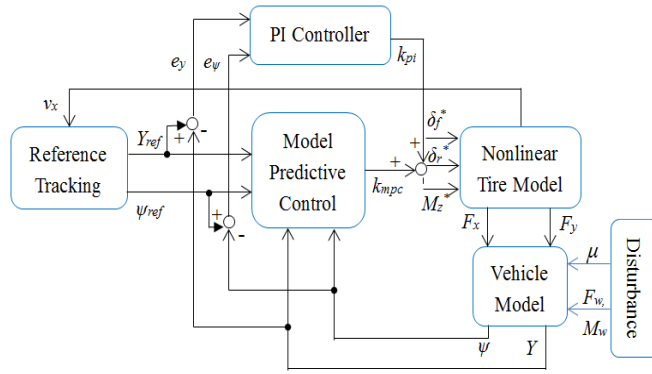 PI Controller
k_pi
e_y
e_ψ
v_x
δ_f*
Y_ref
+
-
+
Reference
Tracking
Model
Predictive
Control
+
k_mpc
δ_r*
M_z*
Nonlinear
Tire Model
ψ_ref
+
-
F_x
F_y
Vehicle
Model
μ
F_w,
M_w
Disturbance
ψ
Y